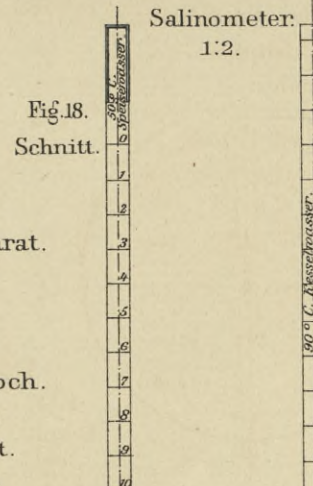 Salinometer.
1:2.
Fig.18.
Schnitt.
50° C.
Speisewasser.
0
1
2
3
4
5
6
7
8
9
10
90° C. Kesselwasser.
arat.
och.
t.